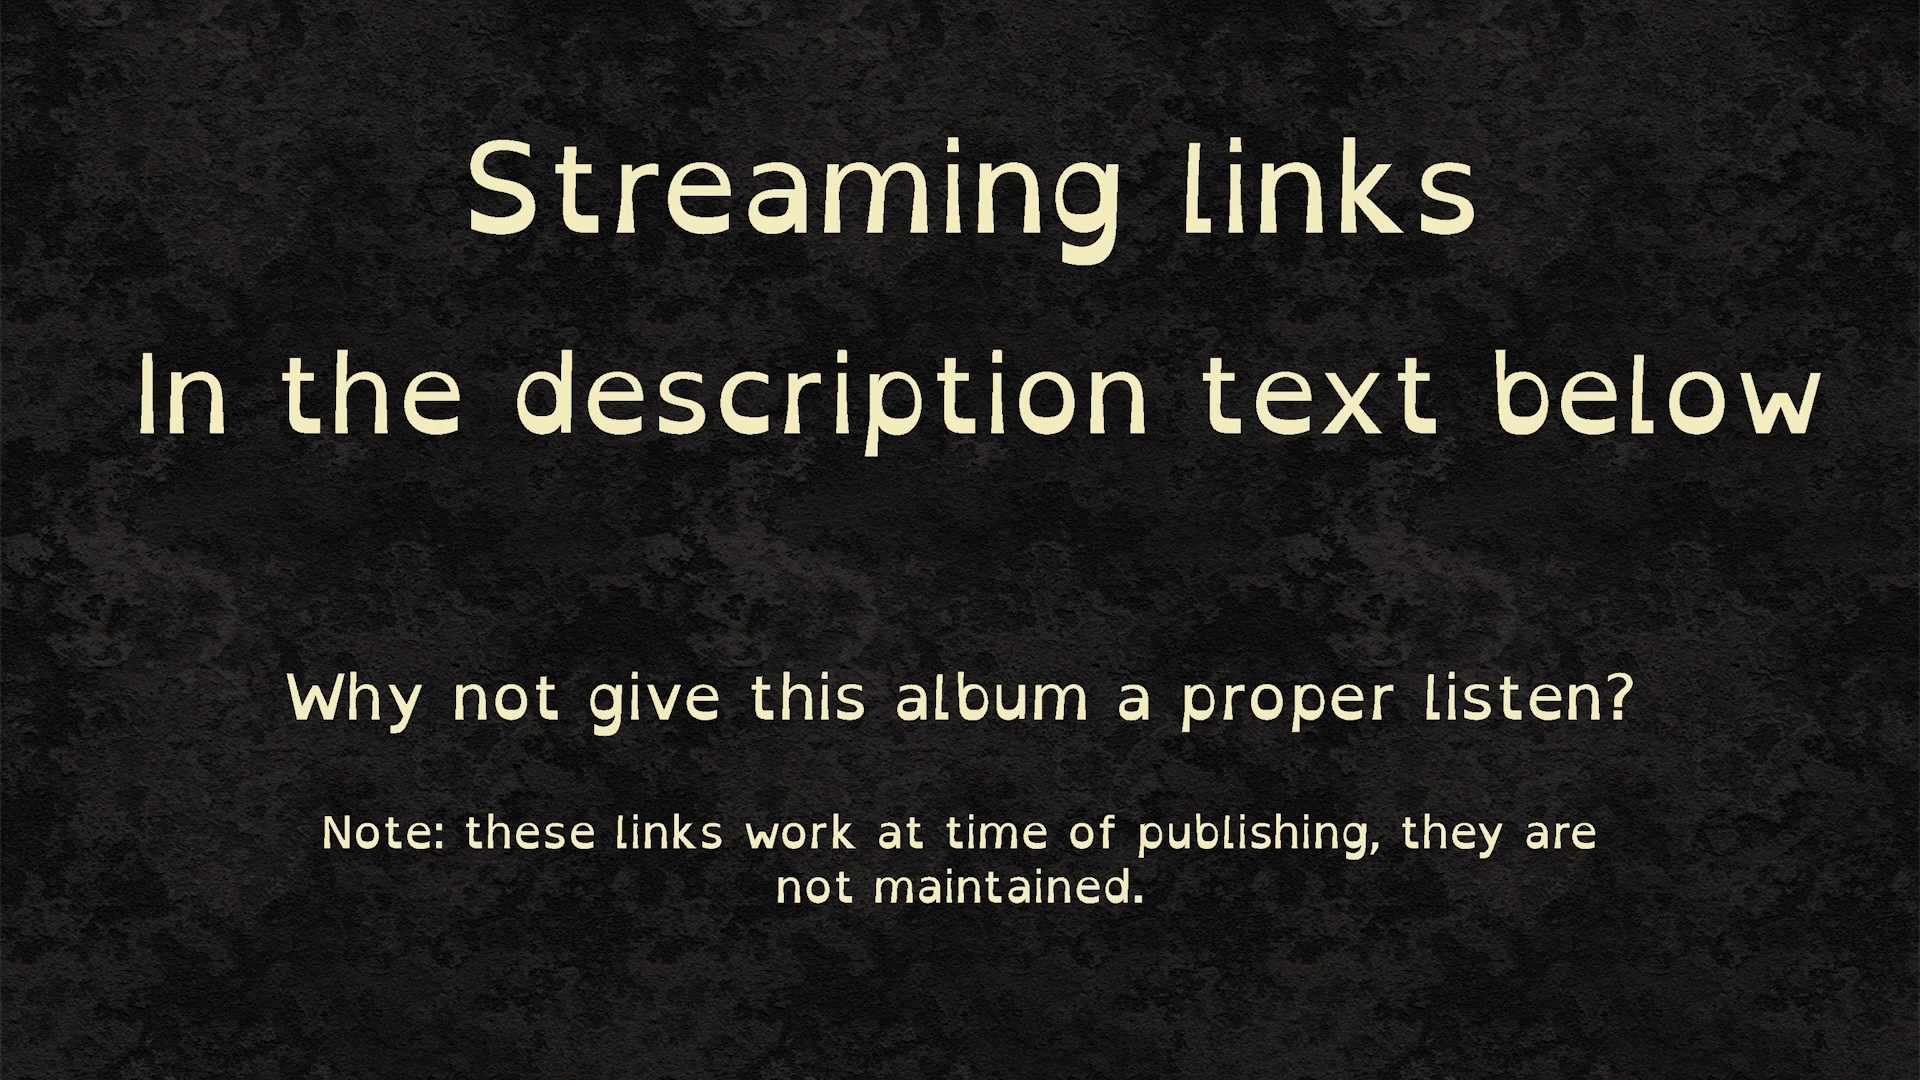 Streaming links
In the description text below
Why not give this album a proper listen?
Note: these links work at time of publishing, they are
not maintained.